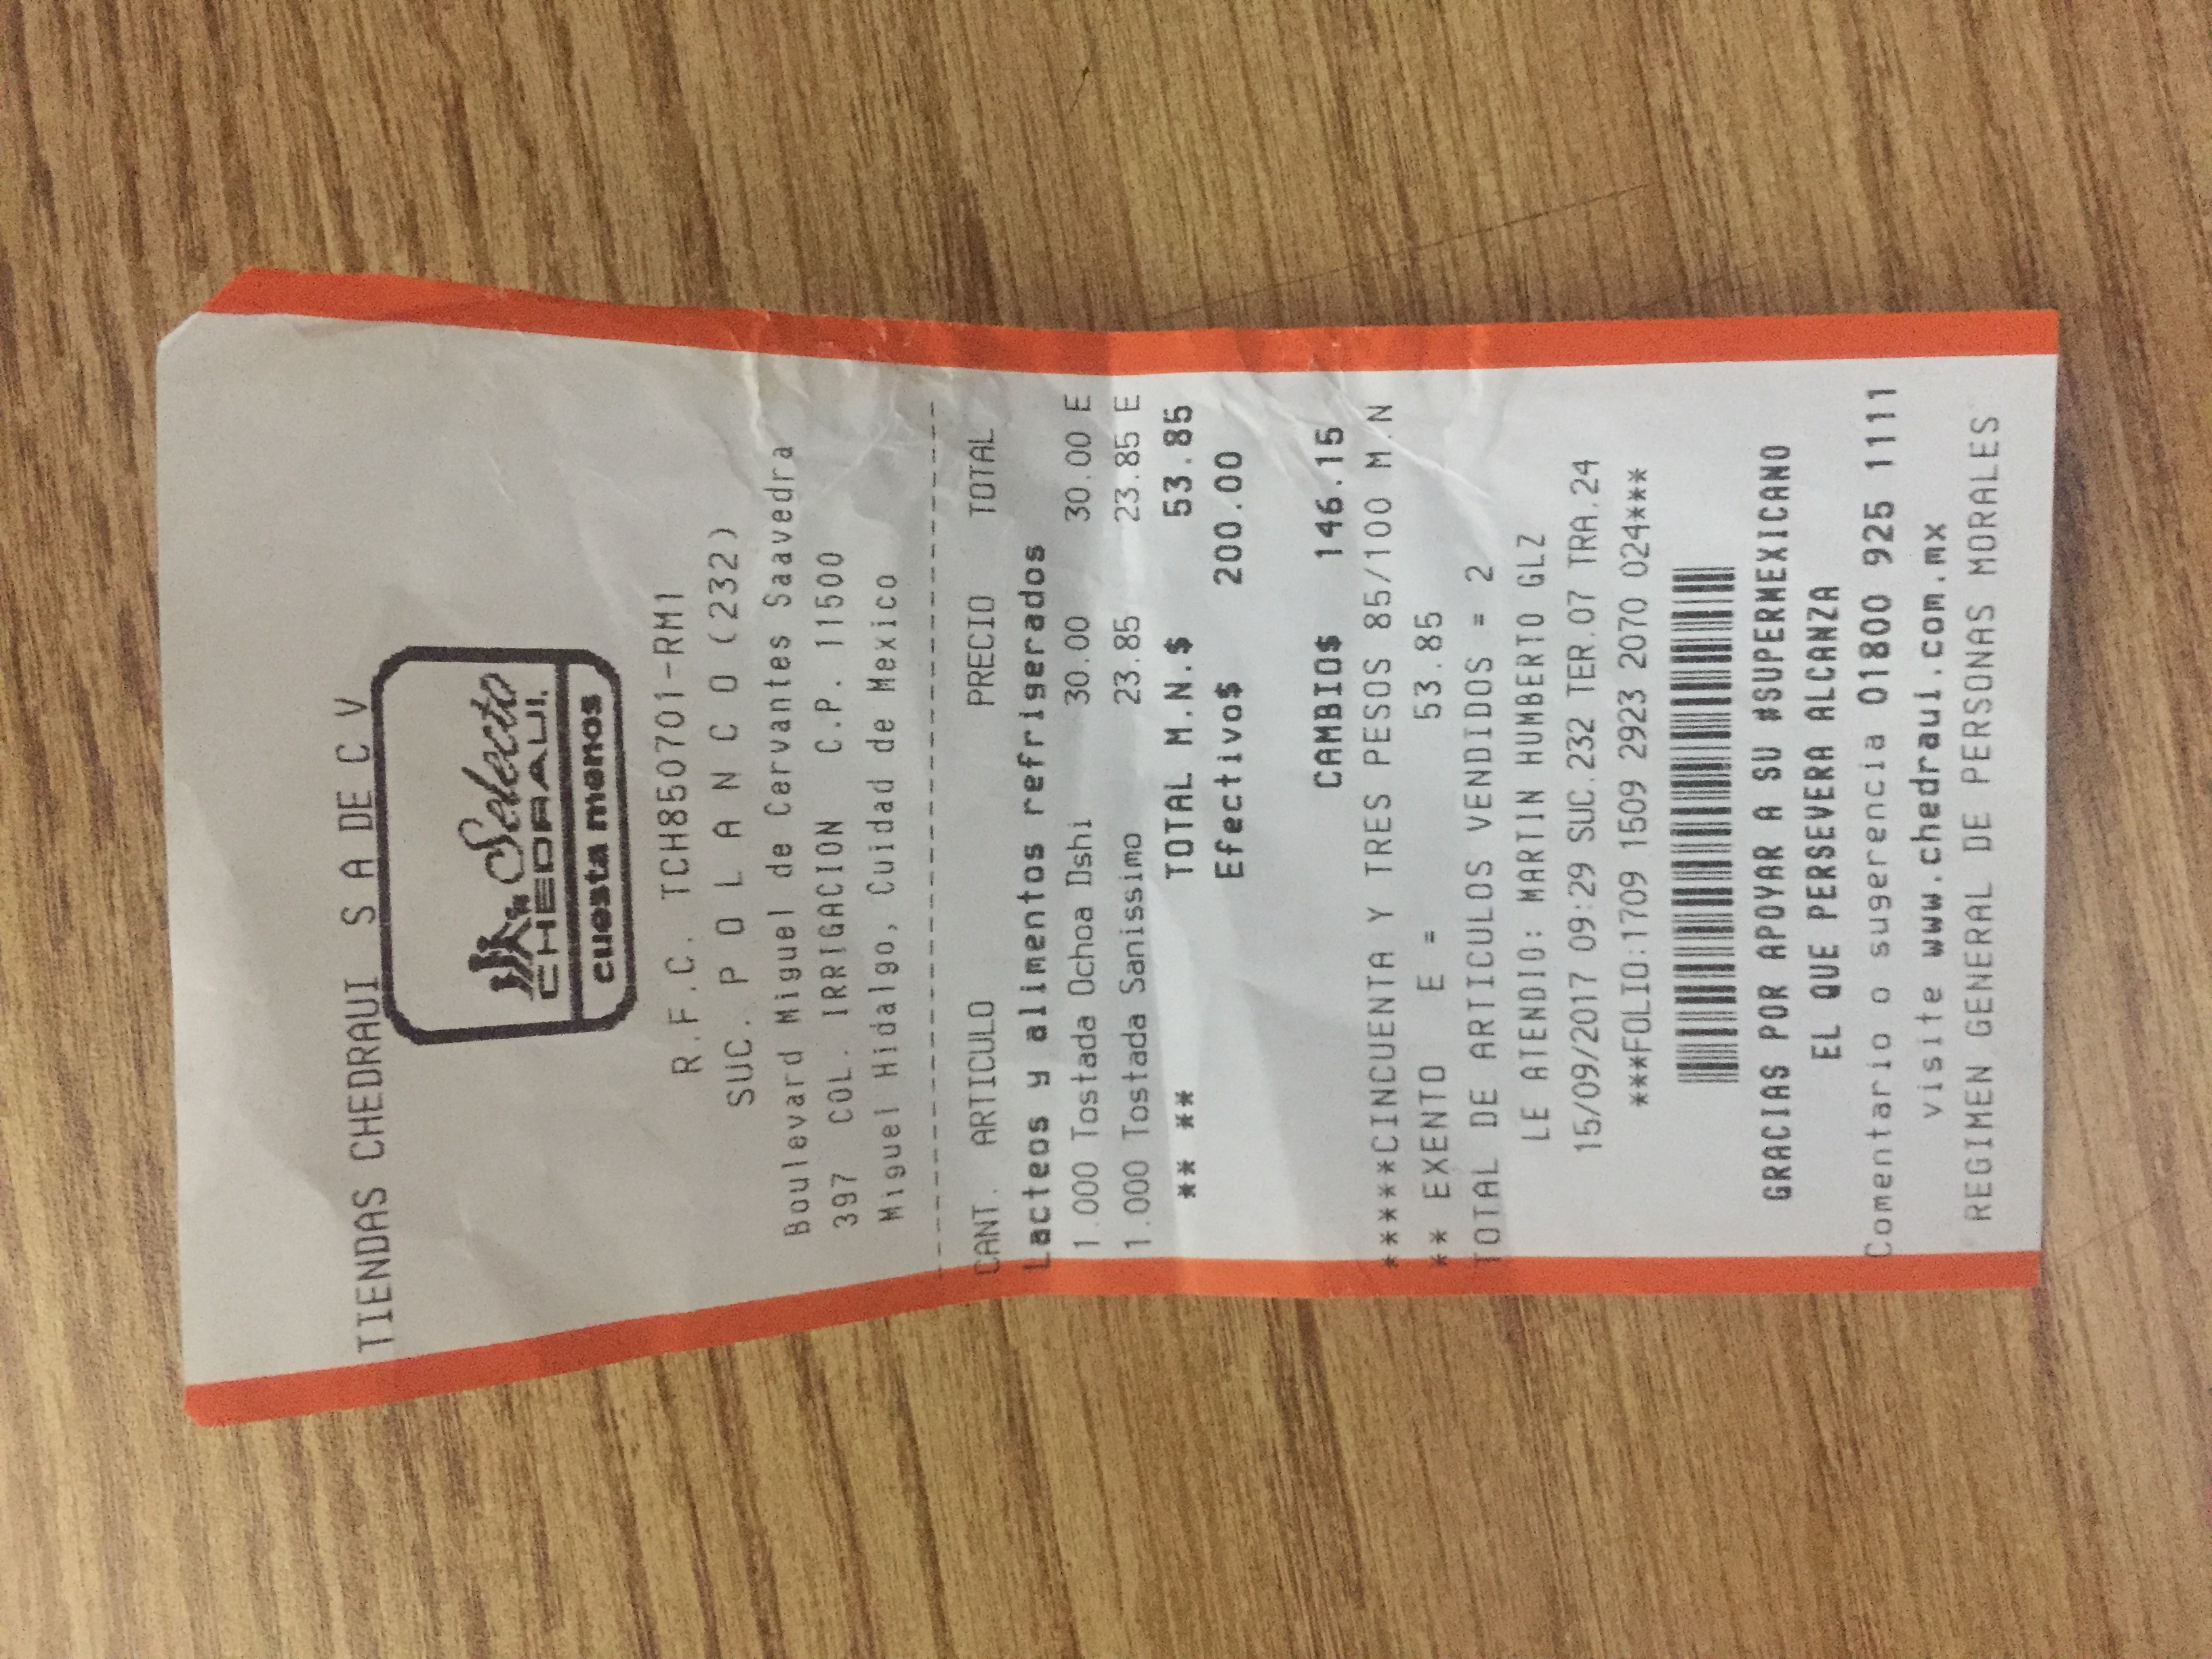 TIENDAS CHEDRAUI S A DE C V
Selecto
CHEDRAUI.
cuesta menos
R.F.C. TCH850701-RM1
SUC. P O L A N C O (232)
Boulevard Miguel de Cervantes Saavedra
397 COL. IRRIGACION C.P. 11500
Miguel Hidalgo, Cuidad de Mexico
--------------------------------------
CANT. ARTICULO PRECIO TOTAL
Lacteos y alimentos refrigerados
1.000 Tostada Ochoa Dshi 30.00 30.00 E
1.000 Tostada Sanissimo 23.85 23.85 E
** ** TOTAL M.N.$ 53.85
Efectivo$ 200.00
CAMBIO$ 146.15
*****CINCUENTA Y TRES PESOS 85/100 M.N
** EXENTO E = 53.85
TOTAL DE ARTICULOS VENDIDOS = 2
LE ATENDIO: MARTIN HUMBERTO GLZ
15/09/2017 09:29 SUC.232 TER.07 TRA.24
***FOLIO:1709 1509 2923 2070 024***
GRACIAS POR APOYAR A SU #SUPERMEXICANO
EL QUE PERSEVERA ALCANZA
Comentario o sugerencia 01800 925 1111
visite www.chedraui.com.mx
REGIMEN GENERAL DE PERSONAS MORALES